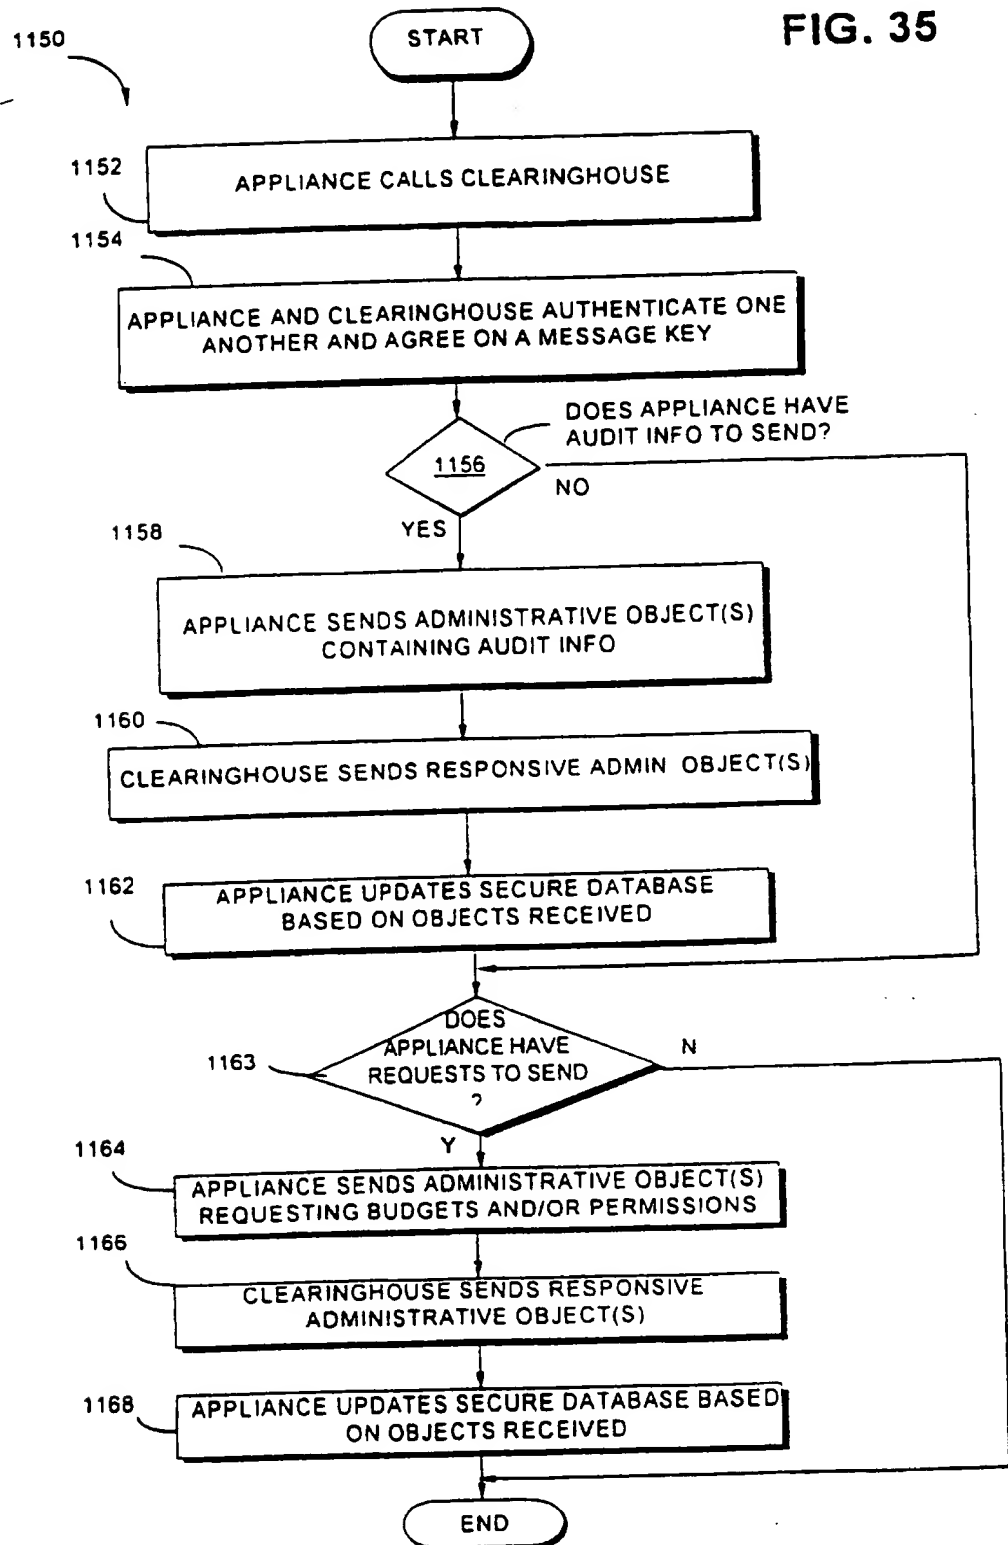 FIG. 35
1150
START
1152
APPLIANCE CALLS CLEARINGHOUSE
1154
APPLIANCE AND CLEARINGHOUSE AUTHENTICATE ONE
ANOTHER AND AGREE ON A MESSAGE KEY
DOES APPLIANCE HAVE
AUDIT INFO TO SEND?
1156
NO
YES
1158
APPLIANCE SENDS ADMINISTRATIVE OBJECT(S)
CONTAINING AUDIT INFO
1160
CLEARINGHOUSE SENDS RESPONSIVE ADMIN OBJECT(S)
1162
APPLIANCE UPDATES SECURE DATABASE
BASED ON OBJECTS RECEIVED
1163
DOES
APPLIANCE HAVE
REQUESTS TO SEND
?
N
Y
1164
APPLIANCE SENDS ADMINISTRATIVE OBJECT(S)
REQUESTING BUDGETS AND/OR PERMISSIONS
1166
CLEARINGHOUSE SENDS RESPONSIVE
ADMINISTRATIVE OBJECT(S)
1168
APPLIANCE UPDATES SECURE DATABASE BASED
ON OBJECTS RECEIVED
END